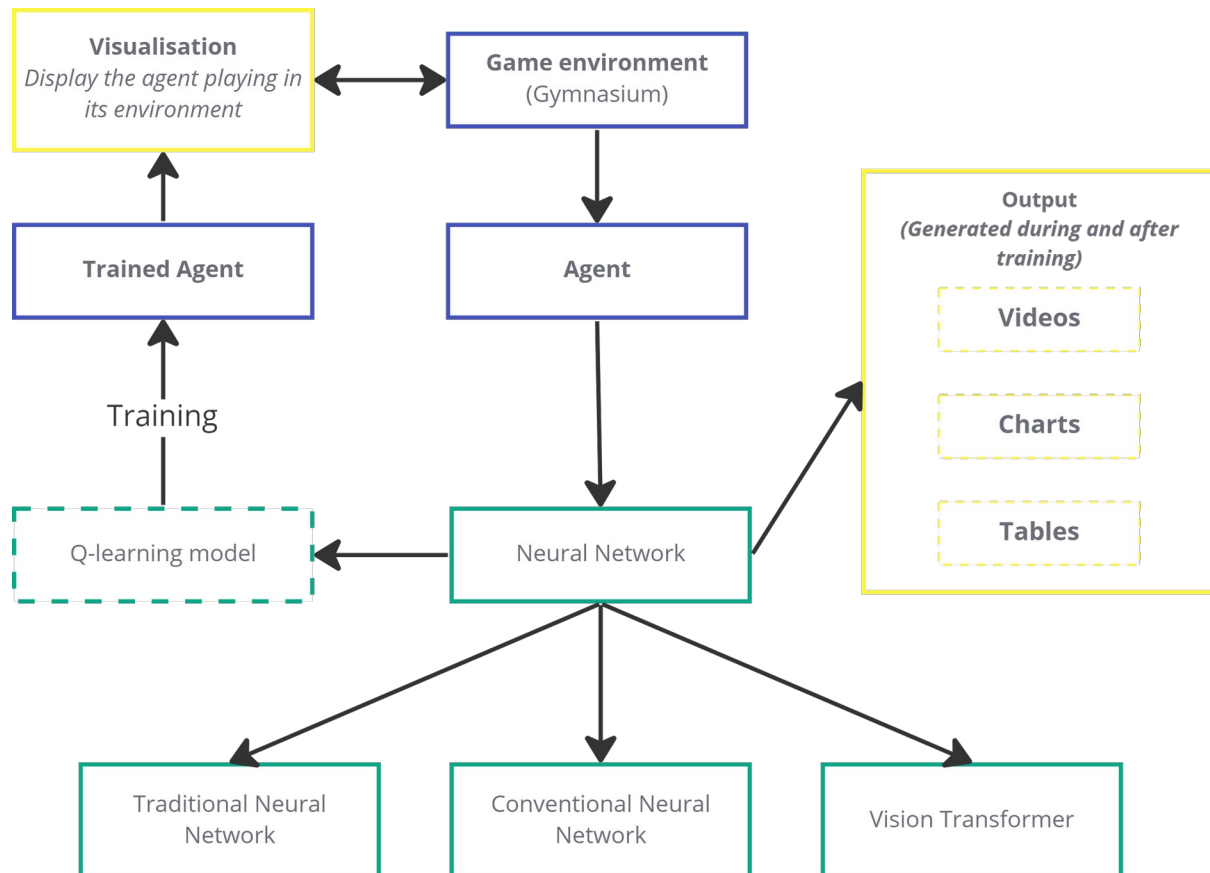 Visualisation
Display the agent playing in
its environment
Game environment
(Gymnasium)
Trained Agent
Agent
Output
(Generated during and after
training)
Videos
Charts
Tables
Training
Q-learning model
Neural Network
Traditional Neural
Network
Conventional Neural
Network
Vision Transformer